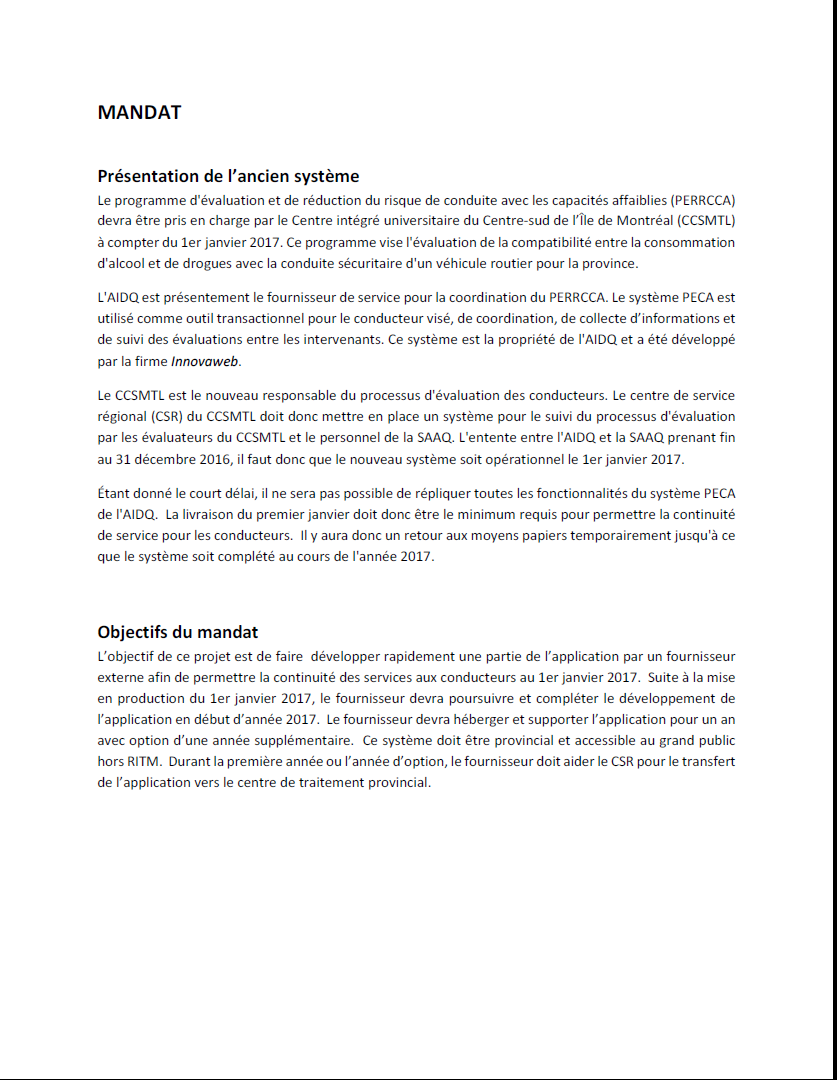 MANDAT
Présentation de l’ancien système
Le programme d'évaluation et de réduction du risque de conduite avec les capacités affaiblies (PERRCCA)
devra être pris en charge par le Centre intégré universitaire du Centre-sud de l’Île de Montréal (CCSMTL)
à compter du 1er janvier 2017. Ce programme vise l'évaluation de la compatibilité entre la consommation
d'alcool et de drogues avec la conduite sécuritaire d'un véhicule routier pour la province.
L'AIDQ est présentement le fournisseur de service pour la coordination du PERRCCA. Le système PECA est
utilisé comme outil transactionnel pour le conducteur visé, de coordination, de collecte d’informations et
de suivi des évaluations entre les intervenants. Ce système est la propriété de l'AIDQ et a été développé
par la firme Innovaweb.
Le CCSMTL est le nouveau responsable du processus d'évaluation des conducteurs. Le centre de service
régional (CSR) du CCSMTL doit donc mettre en place un système pour le suivi du processus d'évaluation
par les évaluateurs du CCSMTL et le personnel de la SAAQ. L'entente entre l'AIDQ et la SAAQ prenant fin
au 31 décembre 2016, il faut donc que le nouveau système soit opérationnel le 1er janvier 2017.
Étant donné le court délai, il ne sera pas possible de répliquer toutes les fonctionnalités du système PECA
de l'AIDQ.  La livraison du premier janvier doit donc être le minimum requis pour permettre la continuité
de service pour les conducteurs.  Il y aura donc un retour aux moyens papiers temporairement jusqu'à ce
que le système soit complété au cours de l'année 2017.
Objectifs du mandat
L’objectif de ce projet est de faire  développer rapidement une partie de l’application par un fournisseur
externe afin de permettre la continuité des services aux conducteurs au 1er janvier 2017.  Suite à la mise
en production du 1er janvier 2017, le fournisseur devra poursuivre et compléter le développement de
l’application en début d’année 2017.  Le fournisseur devra héberger et supporter l’application pour un an
avec option d’une année supplémentaire.  Ce système doit être provincial et accessible au grand public
hors RITM.  Durant la première année ou l’année d’option, le fournisseur doit aider le CSR pour le transfert
de l’application vers le centre de traitement provincial.